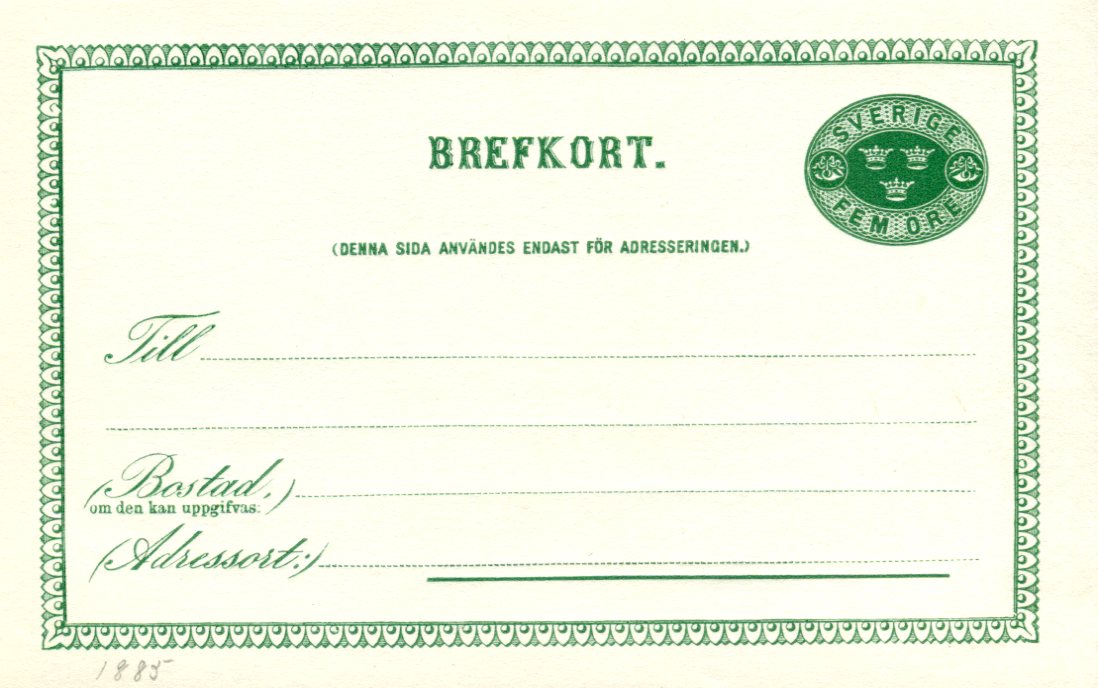 BREFKORT.
SVERIGE
FEM ÖRE
(DENNA SIDA ANVÄNDES ENDAST FÖR ADRESSERINGEN.)
Till
(Bostad,)
om den kan uppgifvas:
(Adressort:)
1885